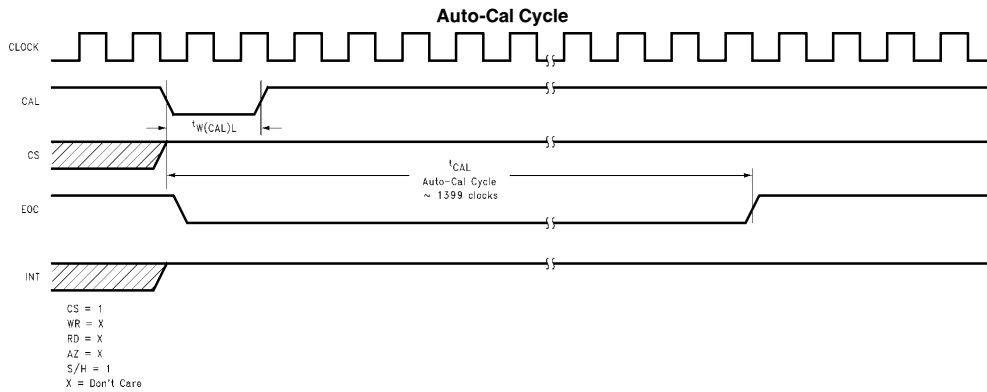 Auto-Cal Cycle
CLOCK
CAL
tW(CAL)L
CS
tCAL
Auto-Cal Cycle
~ 1399 clocks
EOC
INT
CS = 1
WR = X
RD = X
AZ = X
S/H = 1
X = Don't Care